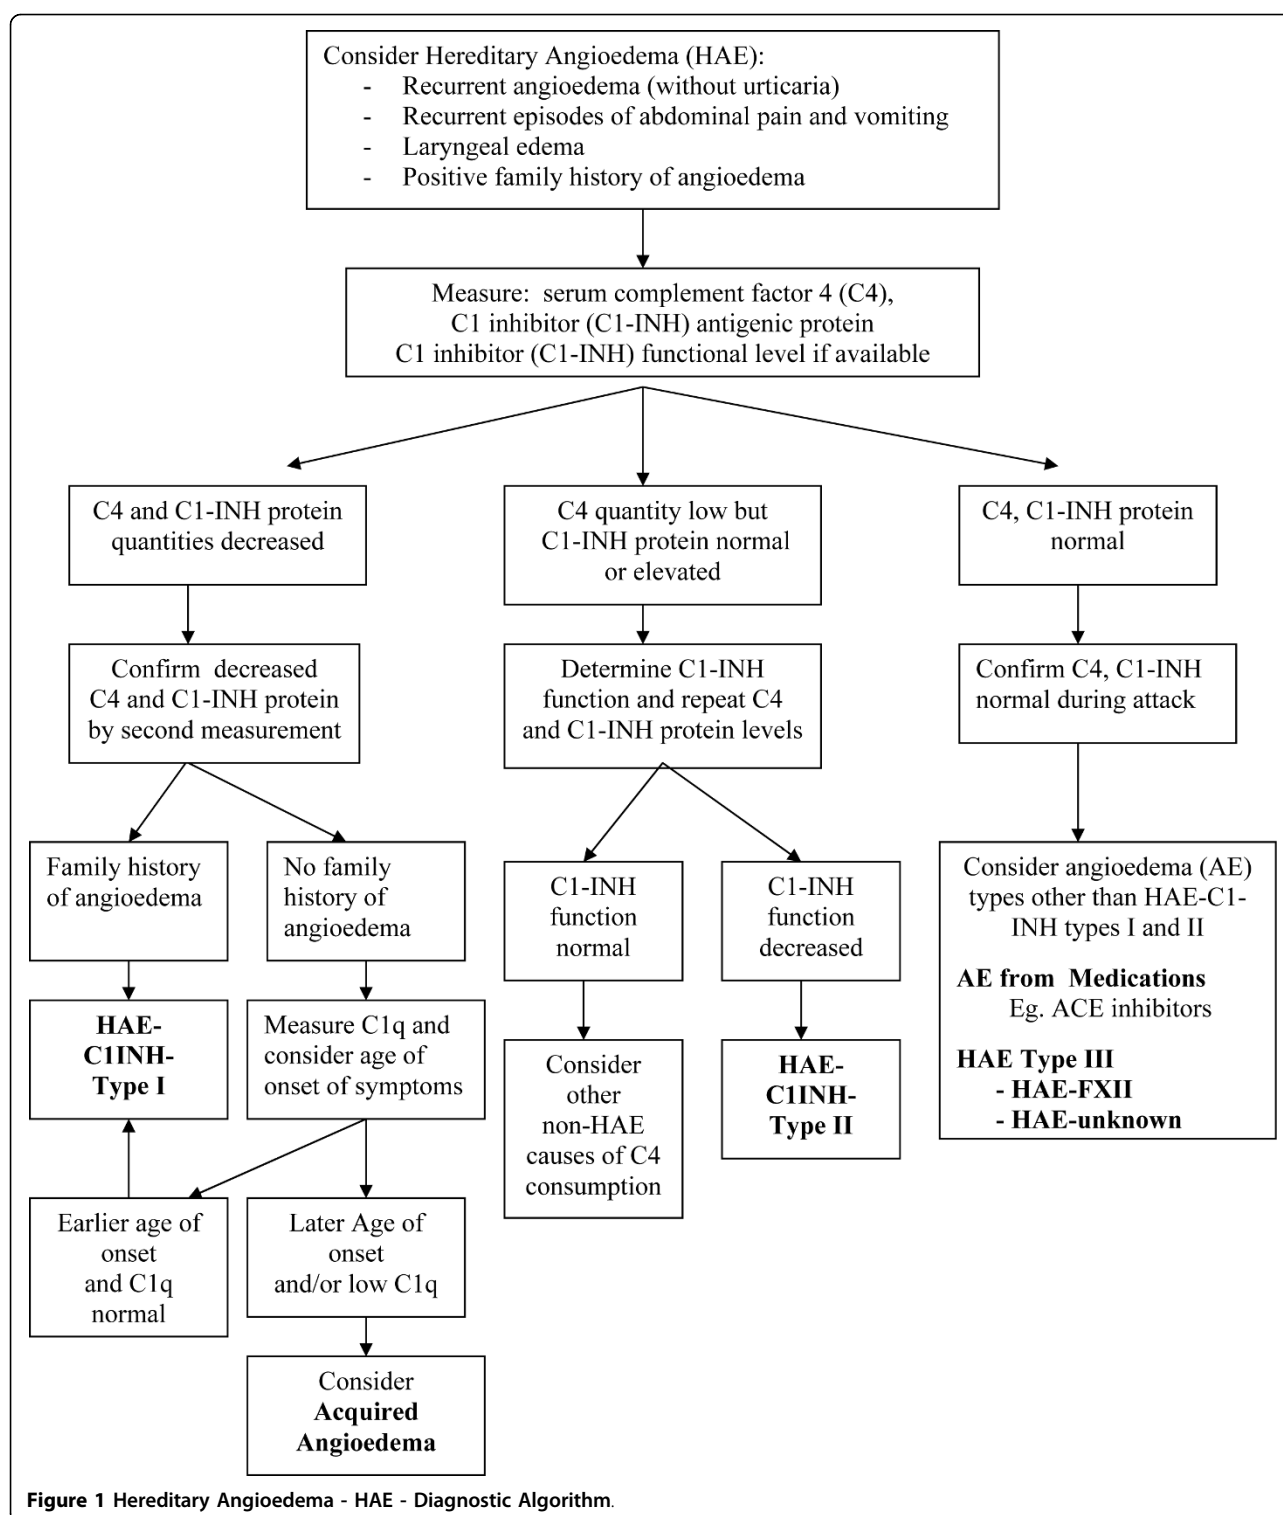 Consider Hereditary Angioedema (HAE):
- Recurrent angioedema (without urticaria)
- Recurrent episodes of abdominal pain and vomiting
- Laryngeal edema
- Positive family history of angioedema
Measure: serum complement factor 4 (C4),
C1 inhibitor (C1-INH) antigenic protein
C1 inhibitor (C1-INH) functional level if available
C4 and C1-INH protein
quantities decreased
C4 quantity low but
C1-INH protein normal
or elevated
C4, C1-INH protein
normal
Confirm decreased
C4 and C1-INH protein
by second measurement
Determine C1-INH
function and repeat C4
and C1-INH protein levels
Confirm C4, C1-INH
normal during attack
Family history
of angioedema
No family
history of
angioedema
C1-INH
function
normal
C1-INH
function
decreased
Consider angioedema (AE)
types other than HAE-C1-
INH types I and II
AE from Medications
Eg. ACE inhibitors
HAE Type III
- HAE-FXII
- HAE-unknown
HAE-
C1INH-
Type I
Measure C1q and
consider age of
onset of symptoms
Consider
other
non-HAE
causes of C4
consumption
HAE-
C1INH-
Type II
Earlier age of
onset
and C1q
normal
Later Age of
onset
and/or low C1q
Consider
Acquired
Angioedema
Figure 1 Hereditary Angioedema - HAE - Diagnostic Algorithm.